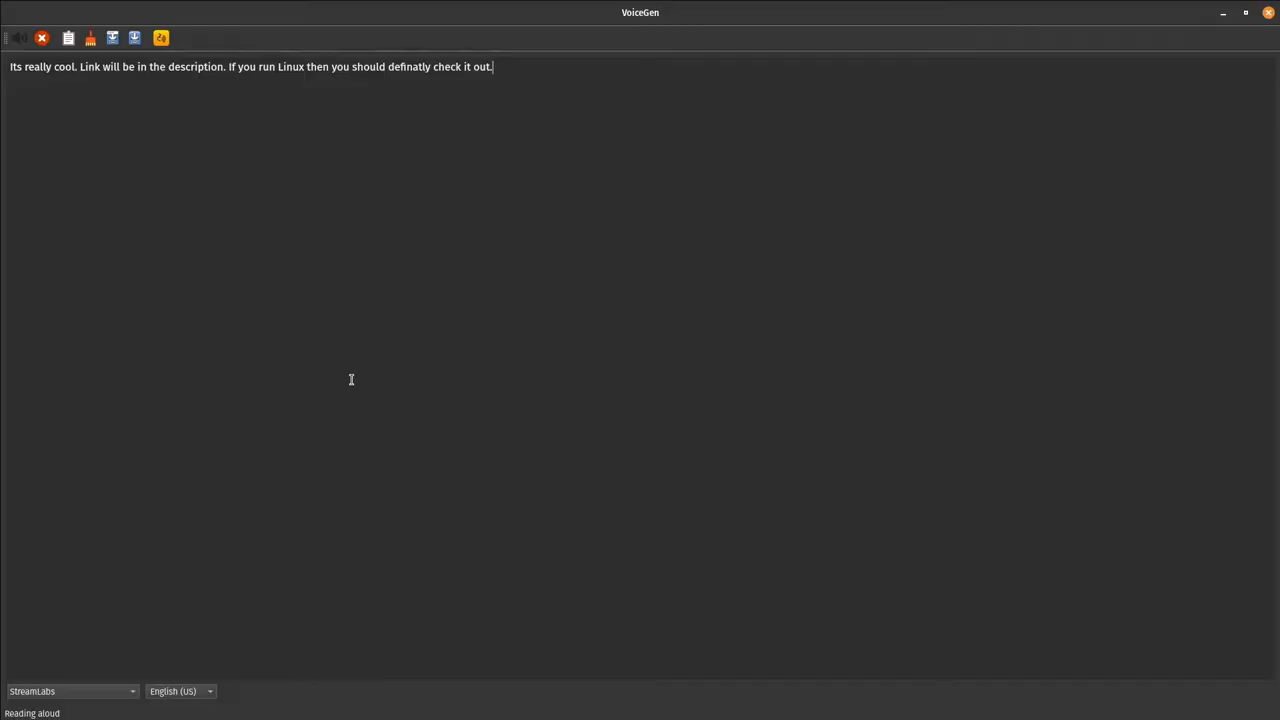 VoiceGen
Its really cool. Link will be in the description. If you run Linux then you should definatly check it out.
StreamLabs
English (US)
Reading aloud